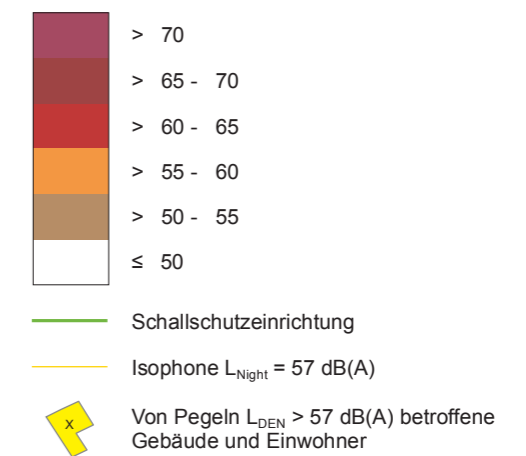 > 70
> 65 - 70
> 60 - 65
> 55 - 60
> 50 - 55
≤ 50
Schallschutzeinrichtung
Isophone LNight = 57 dB(A)
x
Von Pegeln LDEN > 57 dB(A) betroffene
Gebäude und Einwohner